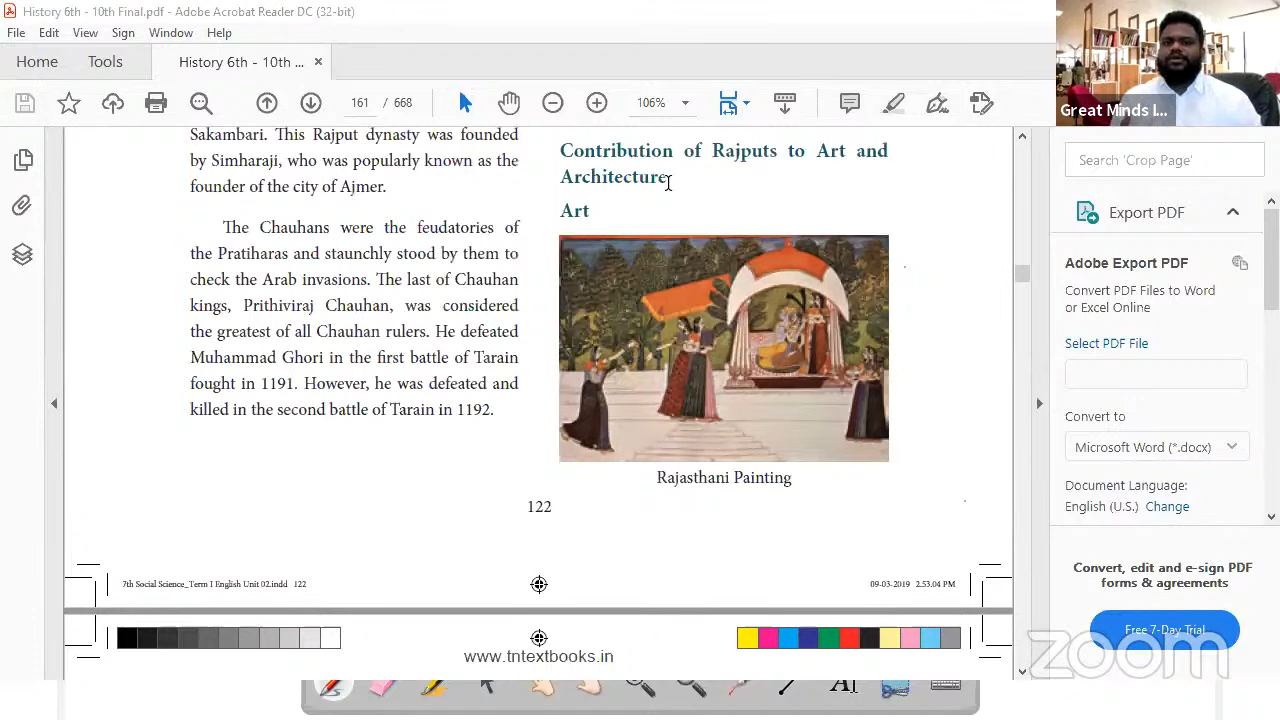 History 6th - 10th Final.pdf - Adobe Acrobat Reader DC (32-bit)
File Edit View Sign Window Help
Home Tools History 6th - 10th ... ×
161 / 668 106%
Great Minds I...
Sakambari. This Rajput dynasty was founded
by Simharaji, who was popularly known as the
founder of the city of Ajmer.
The Chauhans were the feudatories of
the Pratiharas and staunchly stood by them to
check the Arab invasions. The last of Chauhan
kings, Prithiviraj Chauhan, was considered
the greatest of all Chauhan rulers. He defeated
Muhammad Ghori in the first battle of Tarain
fought in 1191. However, he was defeated and
killed in the second battle of Tarain in 1192.
Contribution of Rajputs to Art and
Architecture
Art
Rajasthani Painting
122
7th Social Science_Term I English Unit 02.indd 122
09-03-2019 2.53.04 PM
www.tntextbooks.in
Search 'Crop Page'
Export PDF
Adobe Export PDF
Convert PDF Files to Word
or Excel Online
Select PDF File
Convert to
Microsoft Word (*.docx)
Document Language:
English (U.S.) Change
Convert, edit and e-sign PDF
forms & agreements
Free 7-Day Trial
zoom